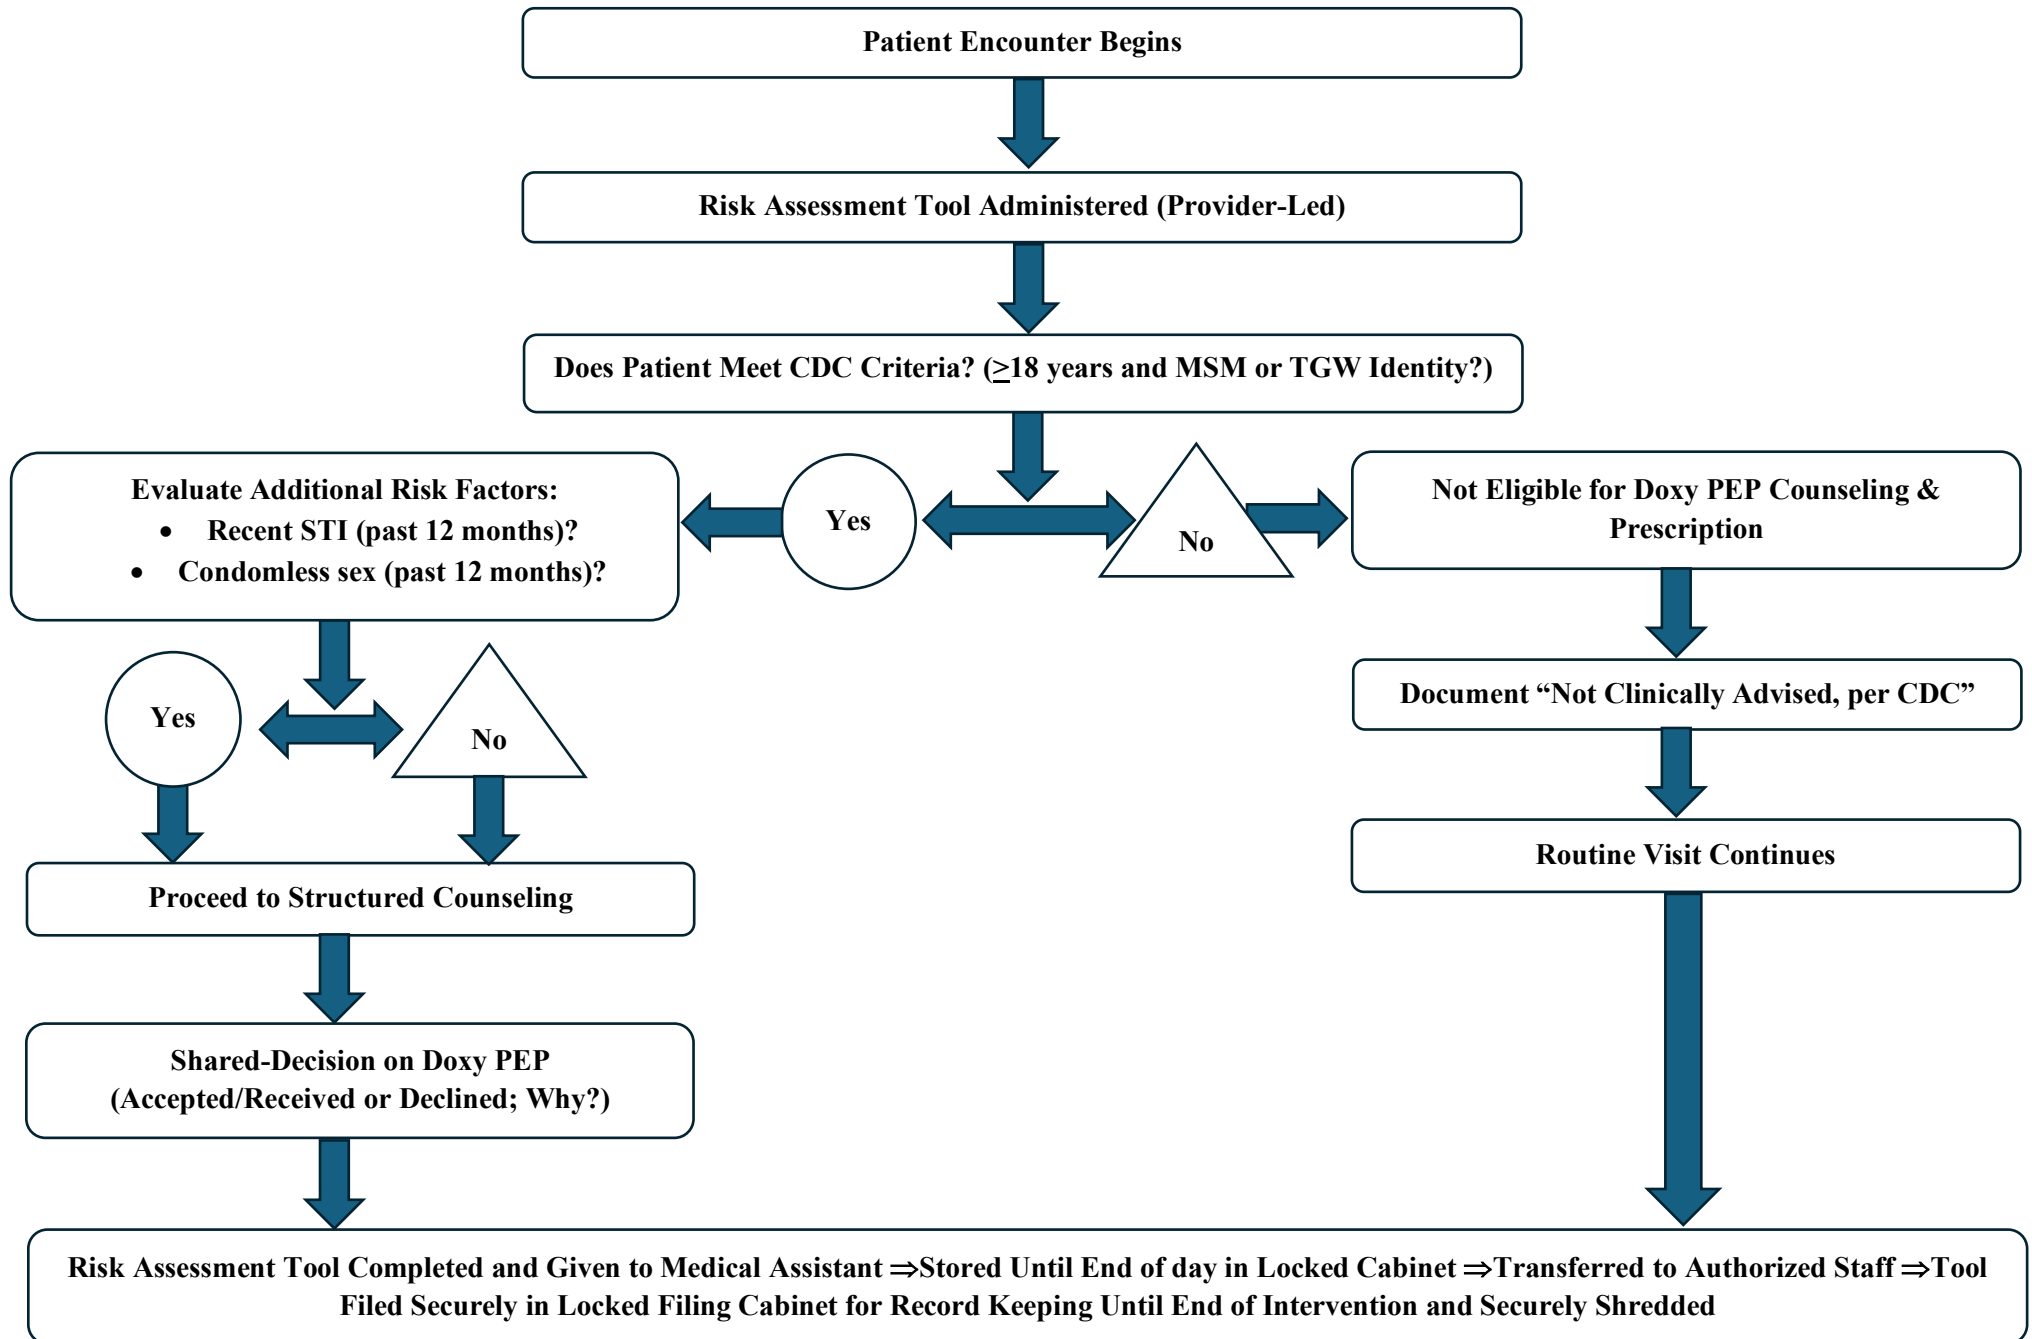 Patient Encounter Begins
Risk Assessment Tool Administered (Provider-Led)
Does Patient Meet CDC Criteria? (≥18 years and MSM or TGW Identity?)
Evaluate Additional Risk Factors:
• Recent STI (past 12 months)?
• Condomless sex (past 12 months)?
Yes
No
Not Eligible for Doxy PEP Counseling &
Prescription
Yes
No
Document “Not Clinically Advised, per CDC”
Routine Visit Continues
Proceed to Structured Counseling
Shared-Decision on Doxy PEP
(Accepted/Received or Declined; Why?)
Risk Assessment Tool Completed and Given to Medical Assistant ⇒Stored Until End of day in Locked Cabinet ⇒Transferred to Authorized Staff ⇒Tool
Filed Securely in Locked Filing Cabinet for Record Keeping Until End of Intervention and Securely Shredded